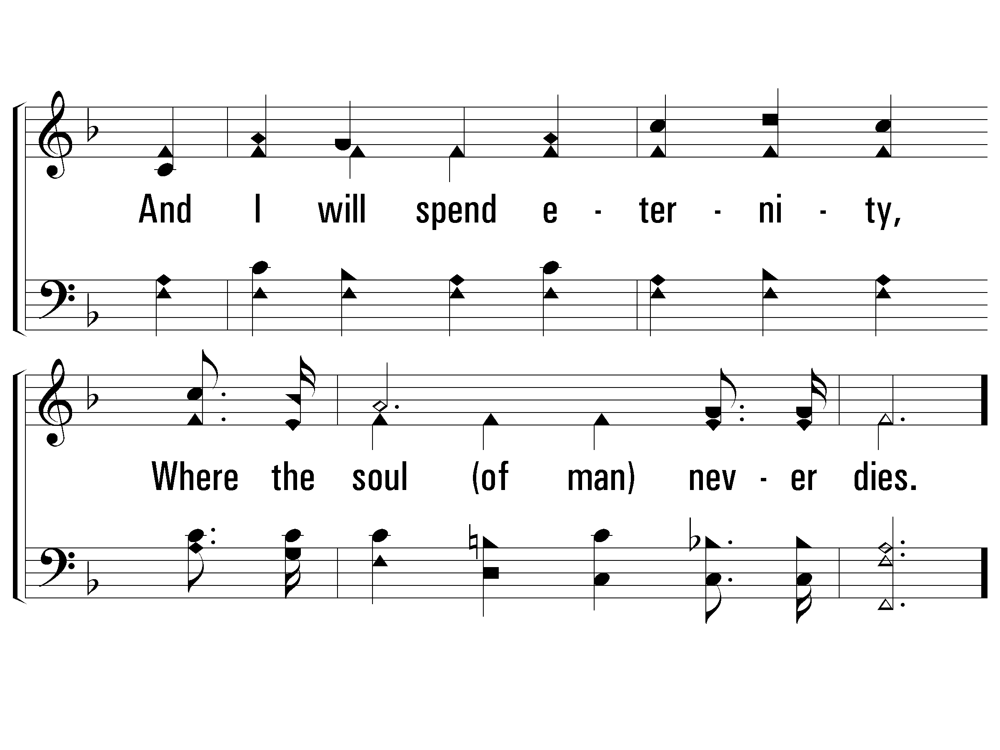 And I will spend e - ter - ni - ty,
Where the soul (of man) nev - er dies.